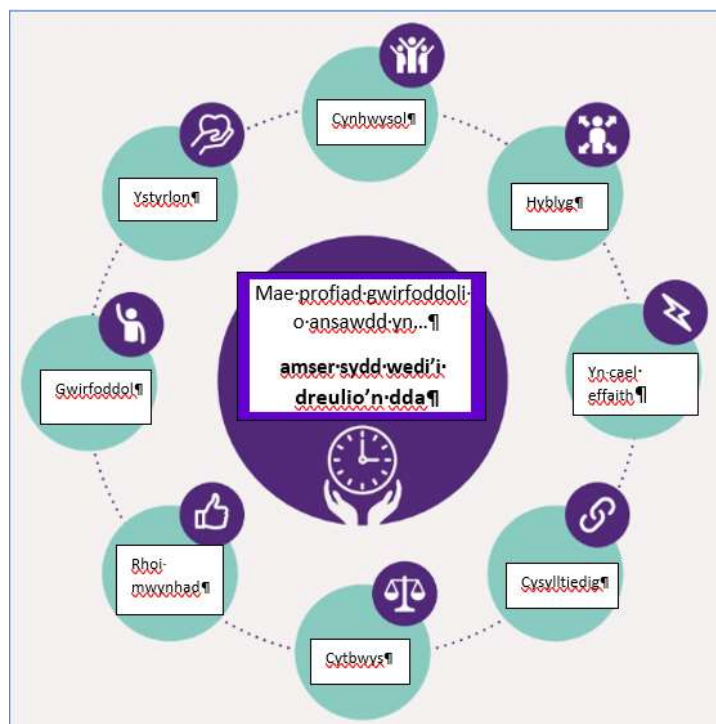 Cynhwysol¶
Hyblyg¶
Yn·cael·
effaith¶
Cysylltiedig¶
Cytbwys¶
Rhoi·
mwynhad¶
Gwirfoddol¶
Ystyrlon¶
Mae·profiad·gwirfoddoli·
o·ansawdd·yn...¶
amser·sydd·wedi’i·
dreulio’n·dda¶